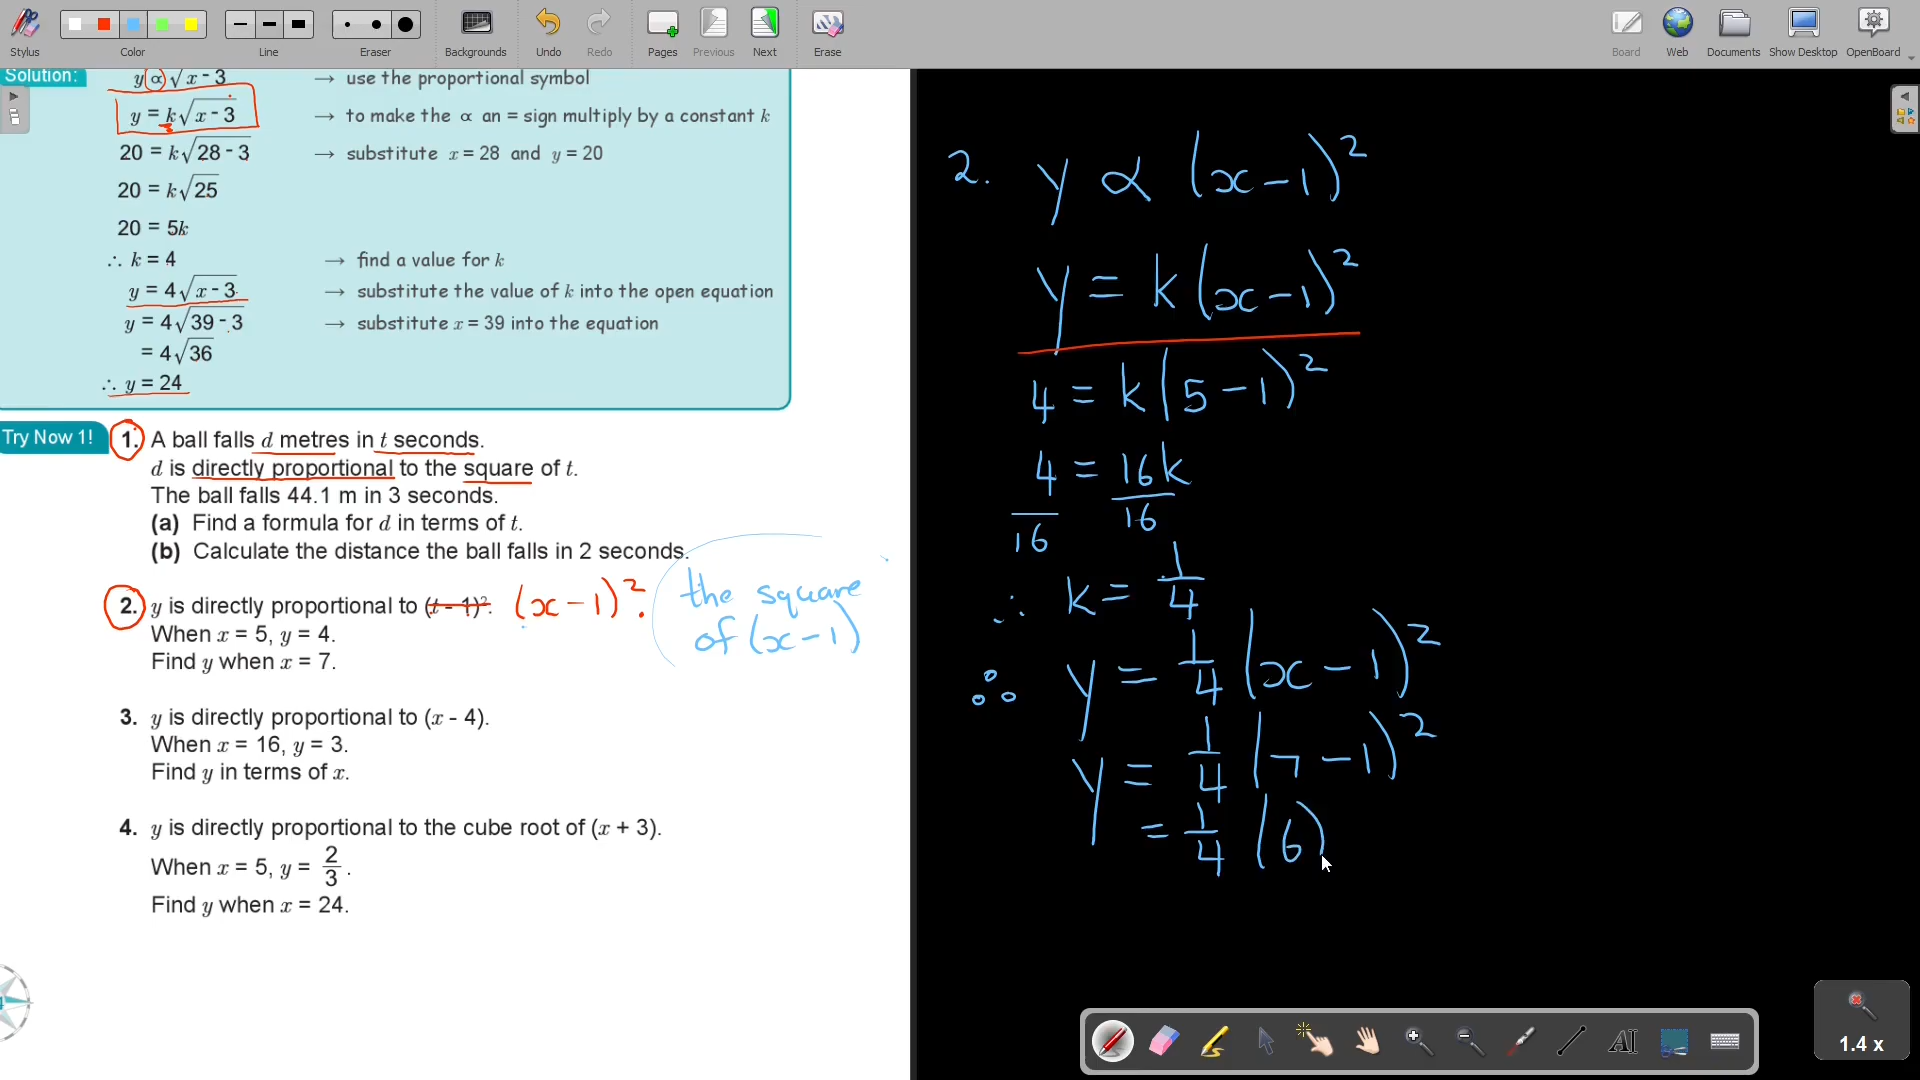 Stylus
Color
Line
Eraser
Backgrounds
Undo
Redo
Pages
Previous
Next
Erase
Board
Web
Documents
Show Desktop
OpenBoard
Solution:
y ∝ √x - 3 → use the proportional symbol
y = k√x - 3 → to make the ∝ an = sign multiply by a constant k
20 = k√28 - 3 → substitute x = 28 and y = 20
20 = k√25
20 = 5k
∴ k = 4 → find a value for k
y = 4√x - 3 → substitute the value of k into the open equation
y = 4√39 - 3 → substitute x = 39 into the equation
= 4√36
∴ y = 24
Try Now 1!
1. A ball falls d metres in t seconds.
d is directly proportional to the square of t.
The ball falls 44.1 m in 3 seconds.
(a) Find a formula for d in terms of t.
(b) Calculate the distance the ball falls in 2 seconds.
2. y is directly proportional to (t - 1)². (x - 1)².
the square
of (x - 1)
When x = 5, y = 4.
Find y when x = 7.
3. y is directly proportional to (x - 4).
When x = 16, y = 3.
Find y in terms of x.
4. y is directly proportional to the cube root of (x + 3).
When x = 5, y = 2/3.
Find y when x = 24.
2. y ∝ (x - 1)²
y = k(x - 1)²
4 = k(5 - 1)²
4 = 16k
16 16
∴ k = 1/4
∴ y = 1/4 (x - 1)²
y = 1/4 (7 - 1)²
= 1/4 (6)
AI
1.4 x